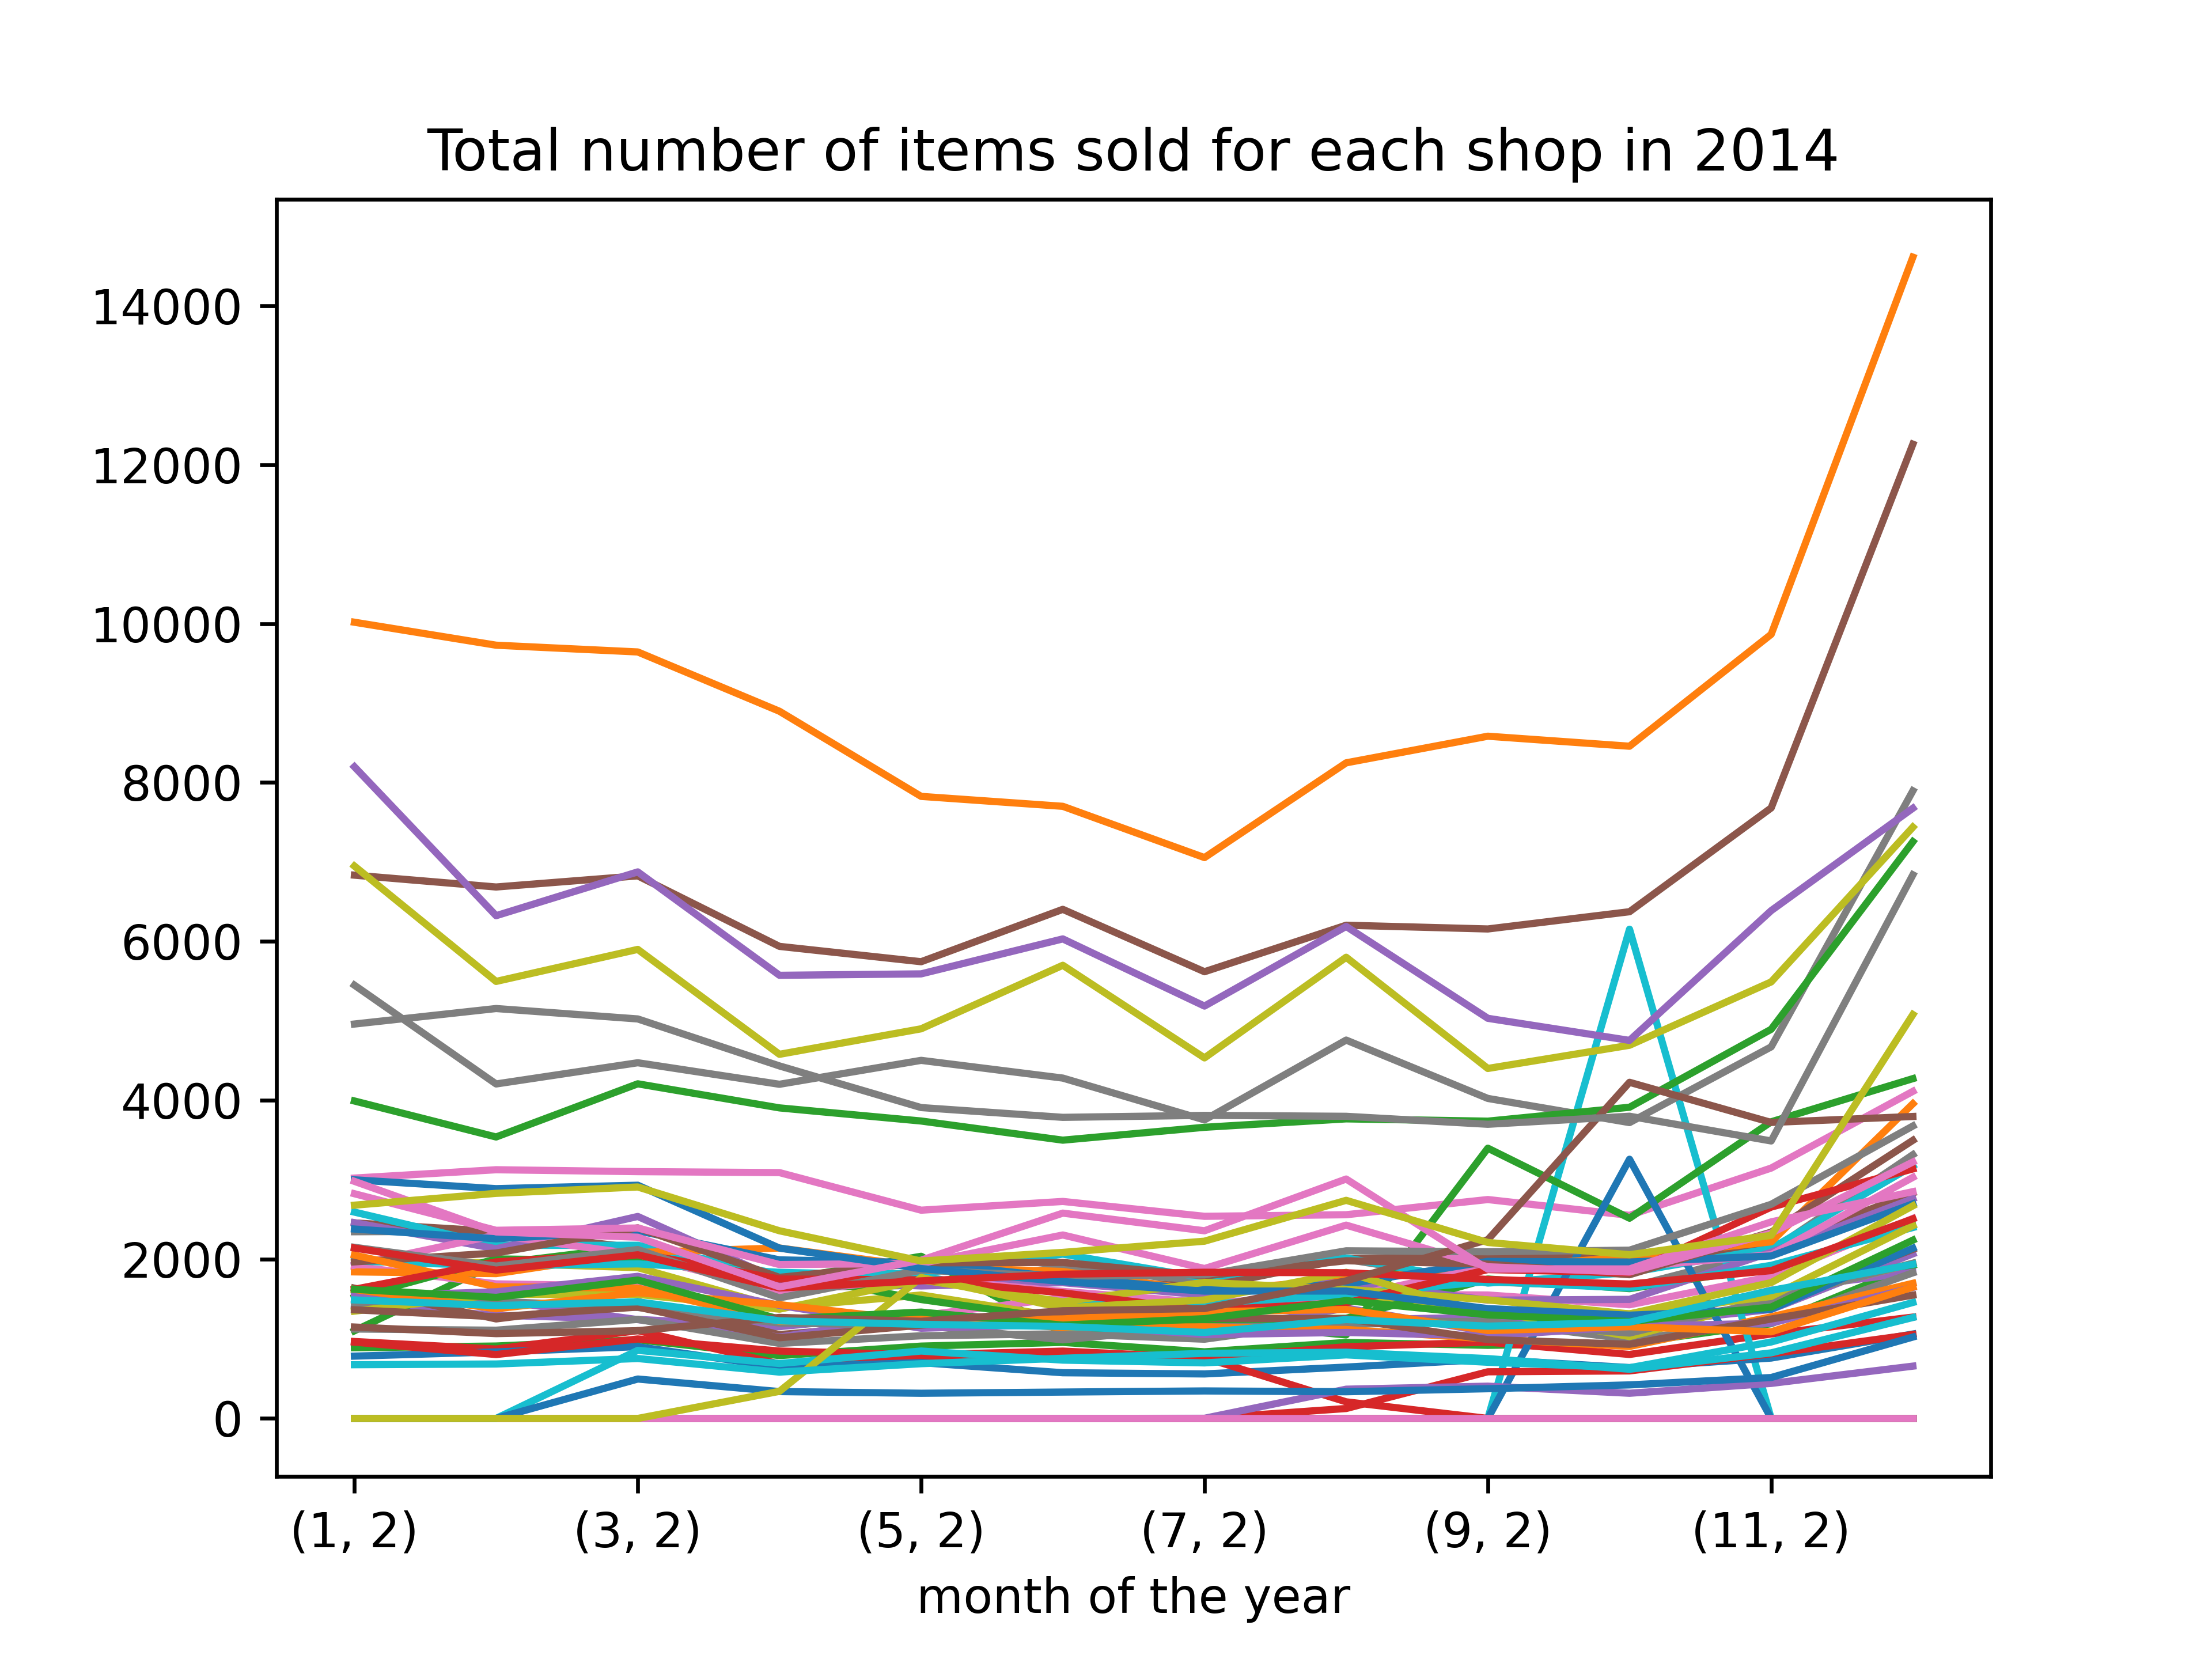 Total number of items sold for each shop in 2014
14000
12000
10000
8000
6000
4000
2000
0
(1, 2) (3, 2) (5, 2) (7, 2) (9, 2) (11, 2)
month of the year